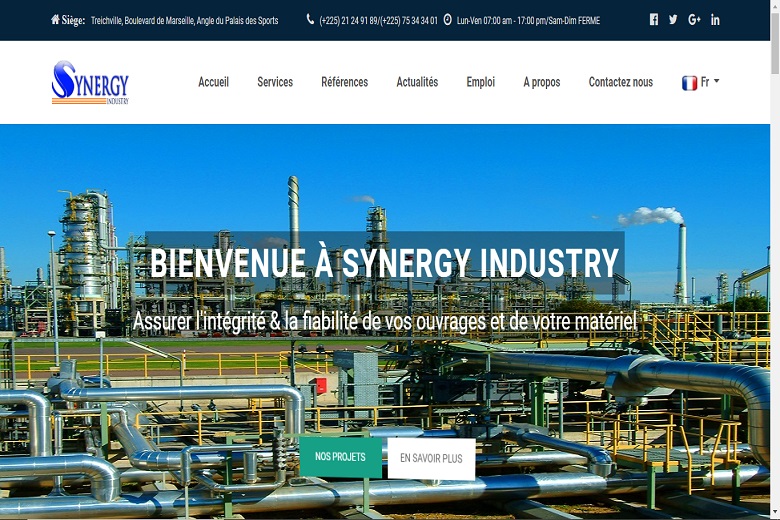 Siège: Treichville, Boulevard de Marseille, Angle du Palais des Sports (+225) 21 24 91 89/(+225) 75 34 34 01 Lun-Ven 07:00 am - 17:00 pm/Sam-Dim FERME
SYNERGY
INDUSTRY
Accueil Services Références Actualités Emploi A propos Contactez nous Fr
BIENVENUE À SYNERGY INDUSTRY
Assurer l'intégrité & la fiabilité de vos ouvrages et de votre matériel
NOS PROJETS EN SAVOIR PLUS